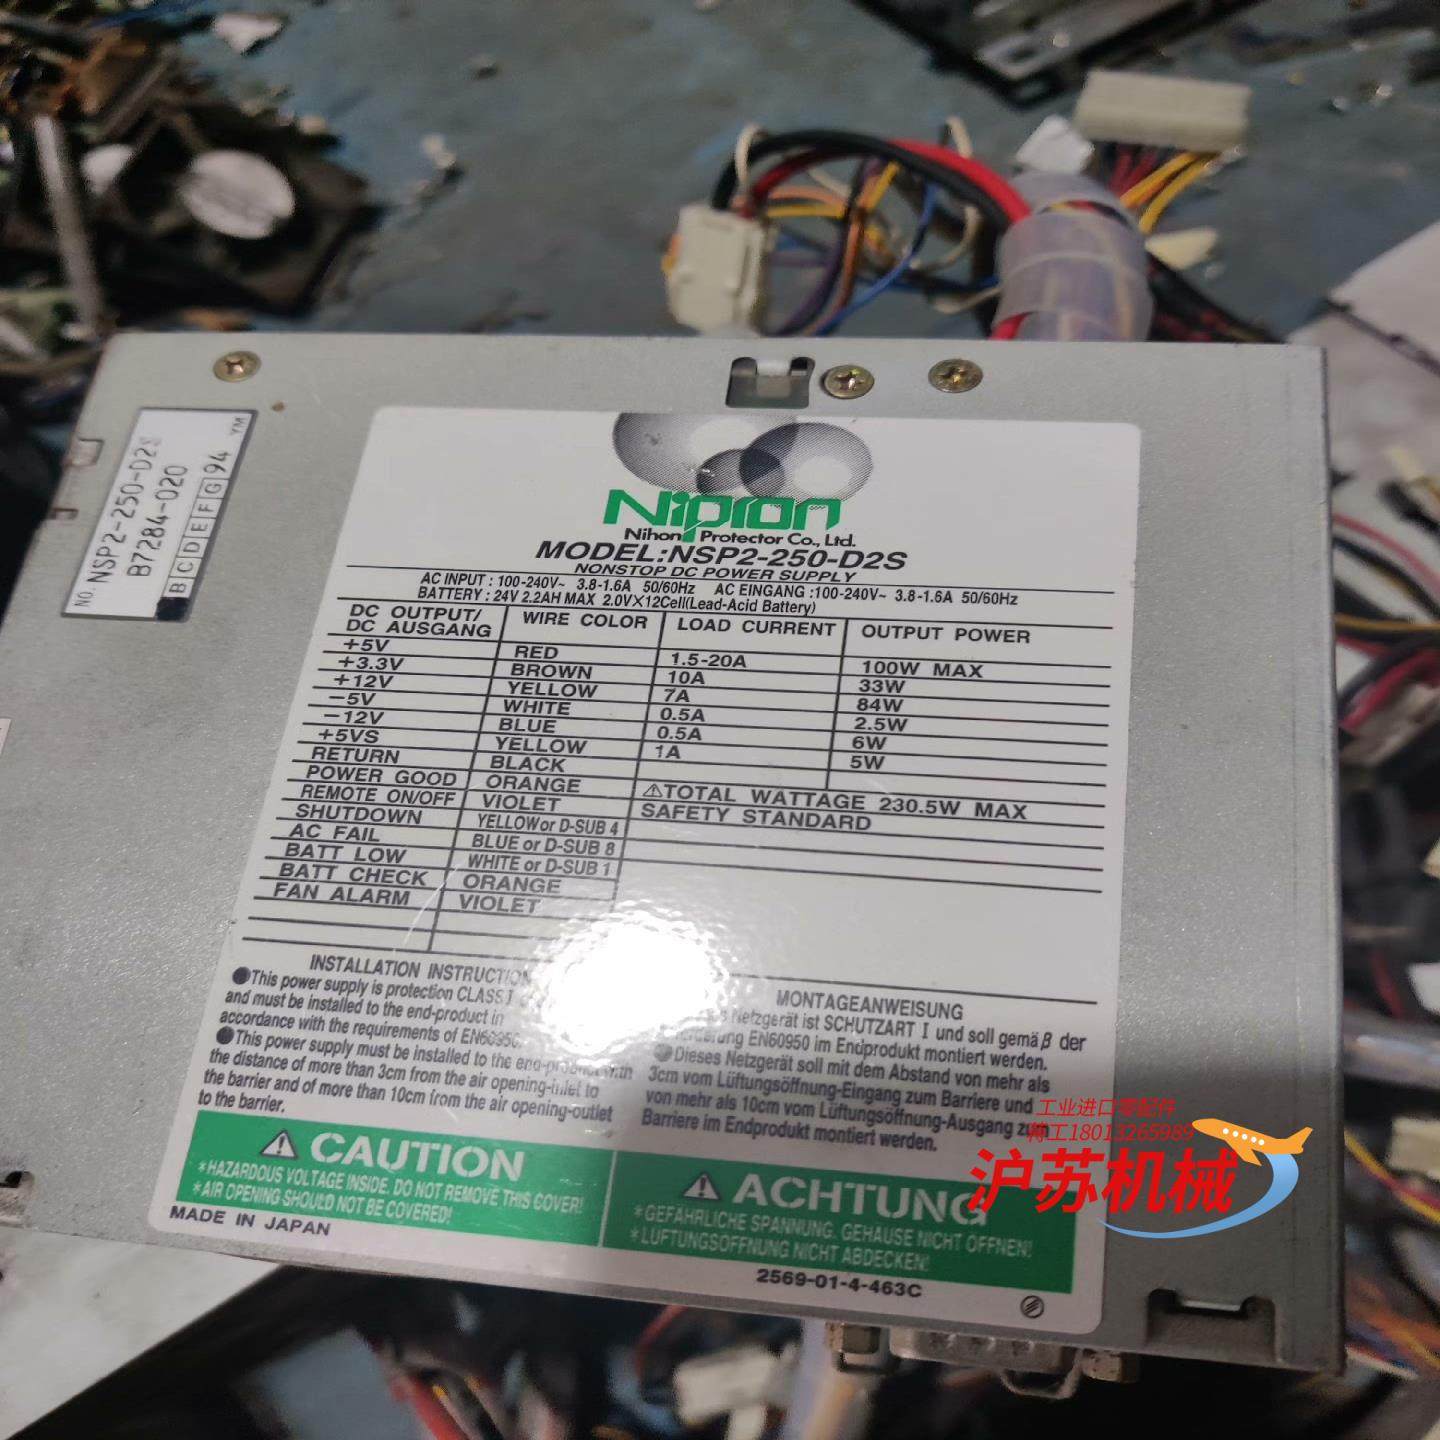 NO. NSP2-250-D2S
B7284-020
B C D E F G 94 YM
Nipron
Nihon Protector Co., Ltd.
MODEL:NSP2-250-D2S
NONSTOP DC POWER SUPPLY
AC INPUT : 100-240V~ 3.8-1.6A 50/60Hz AC EINGANG :100-240V~ 3.8-1.6A 50/60Hz
BATTERY : 24V 2.2AH MAX 2.0V×12Cell(Lead-Acid Battery)
DC OUTPUT/ DC AUSGANG WIRE COLOR LOAD CURRENT OUTPUT POWER
+5V RED 1.5-20A 100W MAX
+3.3V BROWN 10A 33W
+12V YELLOW 7A 84W
-5V WHITE 0.5A 2.5W
-12V BLUE 0.5A 6W
+5VS YELLOW 1A 5W
RETURN BLACK
POWER GOOD ORANGE ⚠TOTAL WATTAGE 230.5W MAX
REMOTE ON/OFF VIOLET SAFETY STANDARD
SHUTDOWN YELLOW or D-SUB 4
AC FAIL BLUE or D-SUB 8
BATT LOW WHITE or D-SUB 1
BATT CHECK ORANGE
FAN ALARM VIOLET
INSTALLATION INSTRUCTION
●This power supply is protection CLASS I
and must be installed to the end-product in
accordance with the requirements of EN60950.
●This power supply must be installed to the end-product with
the distance of more than 3cm from the air opening-inlet to
the barrier and of more than 10cm from the air opening-outlet
to the barrier.
MONTAGEANWEISUNG
Netzgerät ist SCHUTZART I und soll gemäβ der
EN60950 im Endprodukt montiert werden.
●Dieses Netzgerät soll mit dem Abstand von mehr als
3cm vom Lüftungsöffnung-Eingang zum Barriere und
von mehr als 10cm vom Lüftungsöffnung-Ausgang zum
Barriere im Endprodukt montiert werden.
⚠ CAUTION
*HAZARDOUS VOLTAGE INSIDE. DO NOT REMOVE THIS COVER!
*AIR OPENING SHOULD NOT BE COVERED!
⚠ ACHTUNG
*GEFÄHRLICHE SPANNUNG. GEHÄUSE NICHT ÖFFNEN!
*LÜFTUNGSÖFFNUNG NICHT ABDECKEN!
MADE IN JAPAN
2569-01-4-463C
工业进口零配件
18013265989
沪苏机械